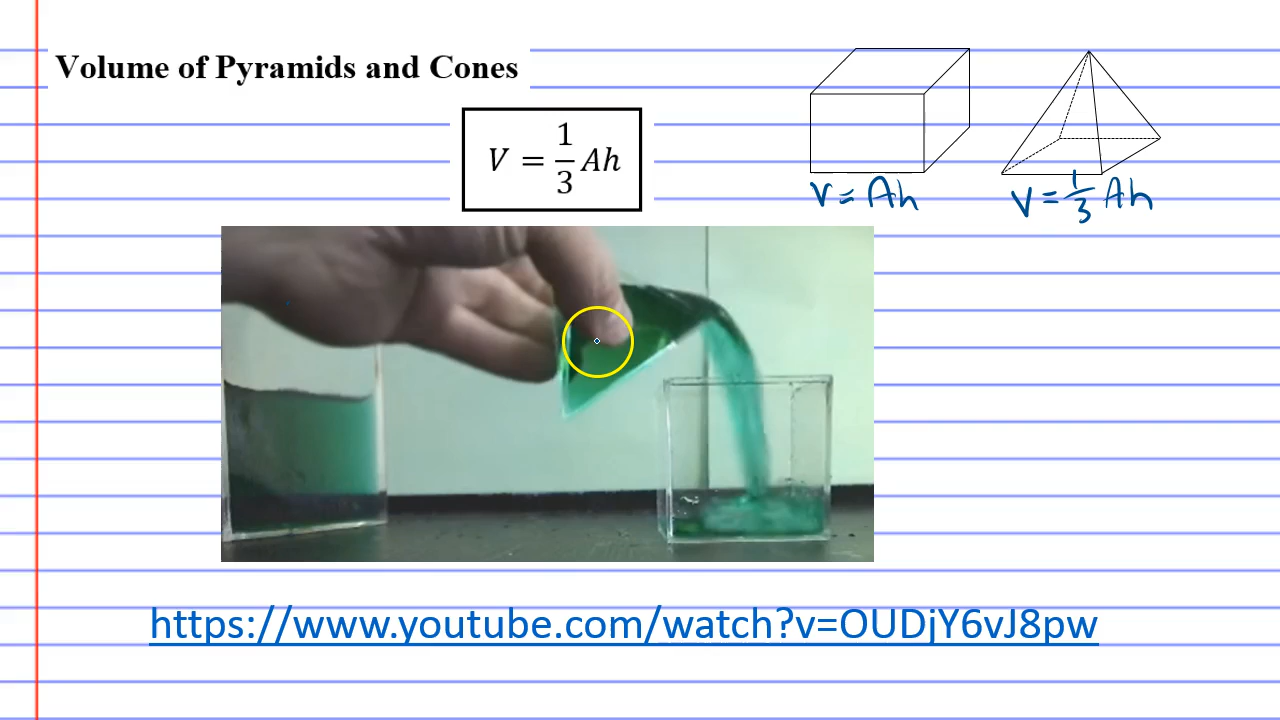 Volume of Pyramids and Cones
V = 1/3 Ah
V = Ah
V = 1/3 Ah
https://www.youtube.com/watch?v=OUDjY6vJ8pw